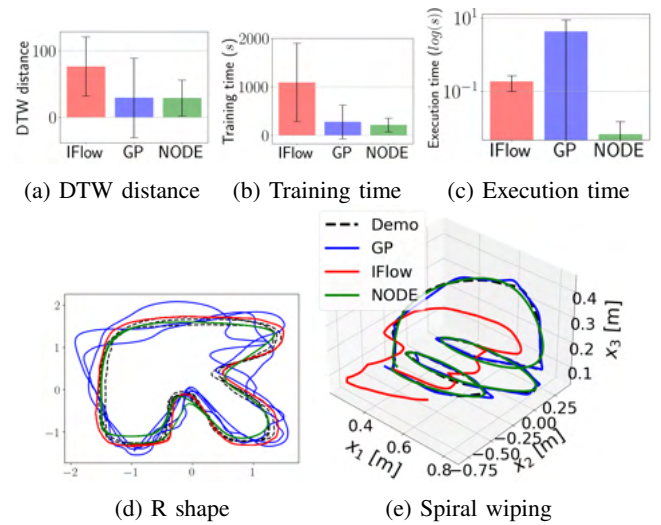 DTW distance
100
0
IFlow GP NODE
(a) DTW distance
Training time (s)
2000
1000
0
IFlow GP NODE
(b) Training time
Execution time (log(s))
10¹
10⁻¹
IFlow GP NODE
(c) Execution time
2
1
0
−1
−2 −1 0 1
(d) R shape
Demo
GP
IFlow
NODE
0.4
0.3
0.2
0.1
x₃ [m]
0.4
0.6
0.8
x₁ [m]
0.25
0.00
−0.25
−0.50
−0.75
x₂ [m]
(e) Spiral wiping